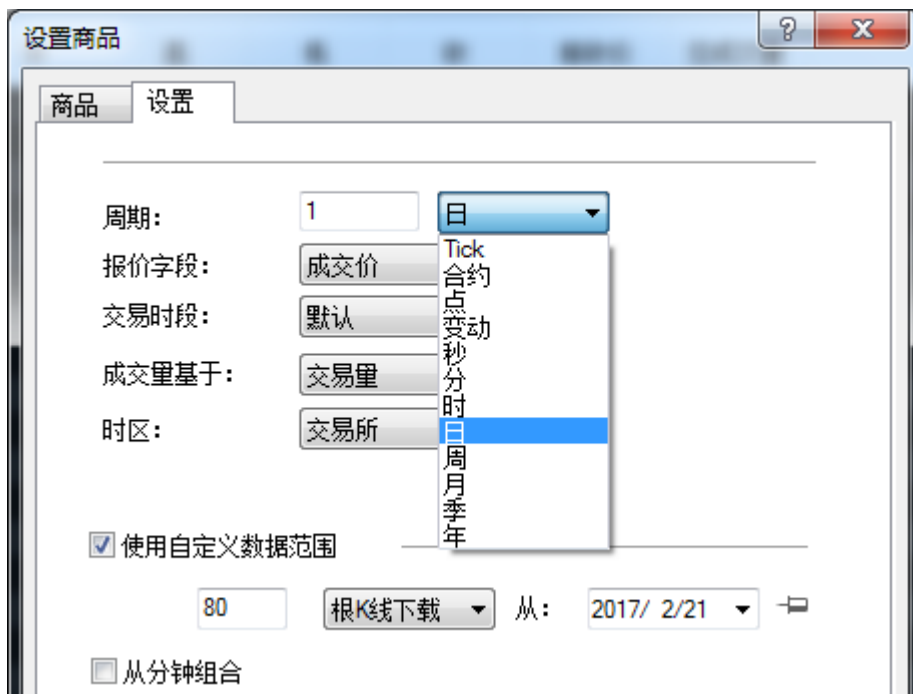 设置商品
商品 设置
周期： 1 日
Tick
报价字段： 成交价
合约
点
交易时段： 默认
变动
秒
成交里基于： 交易量
分
时
时区： 交易所
日
周
月
季
年
使用自定义数据范围
80 根K线下载 从： 2017/ 2/21
从分钟组合